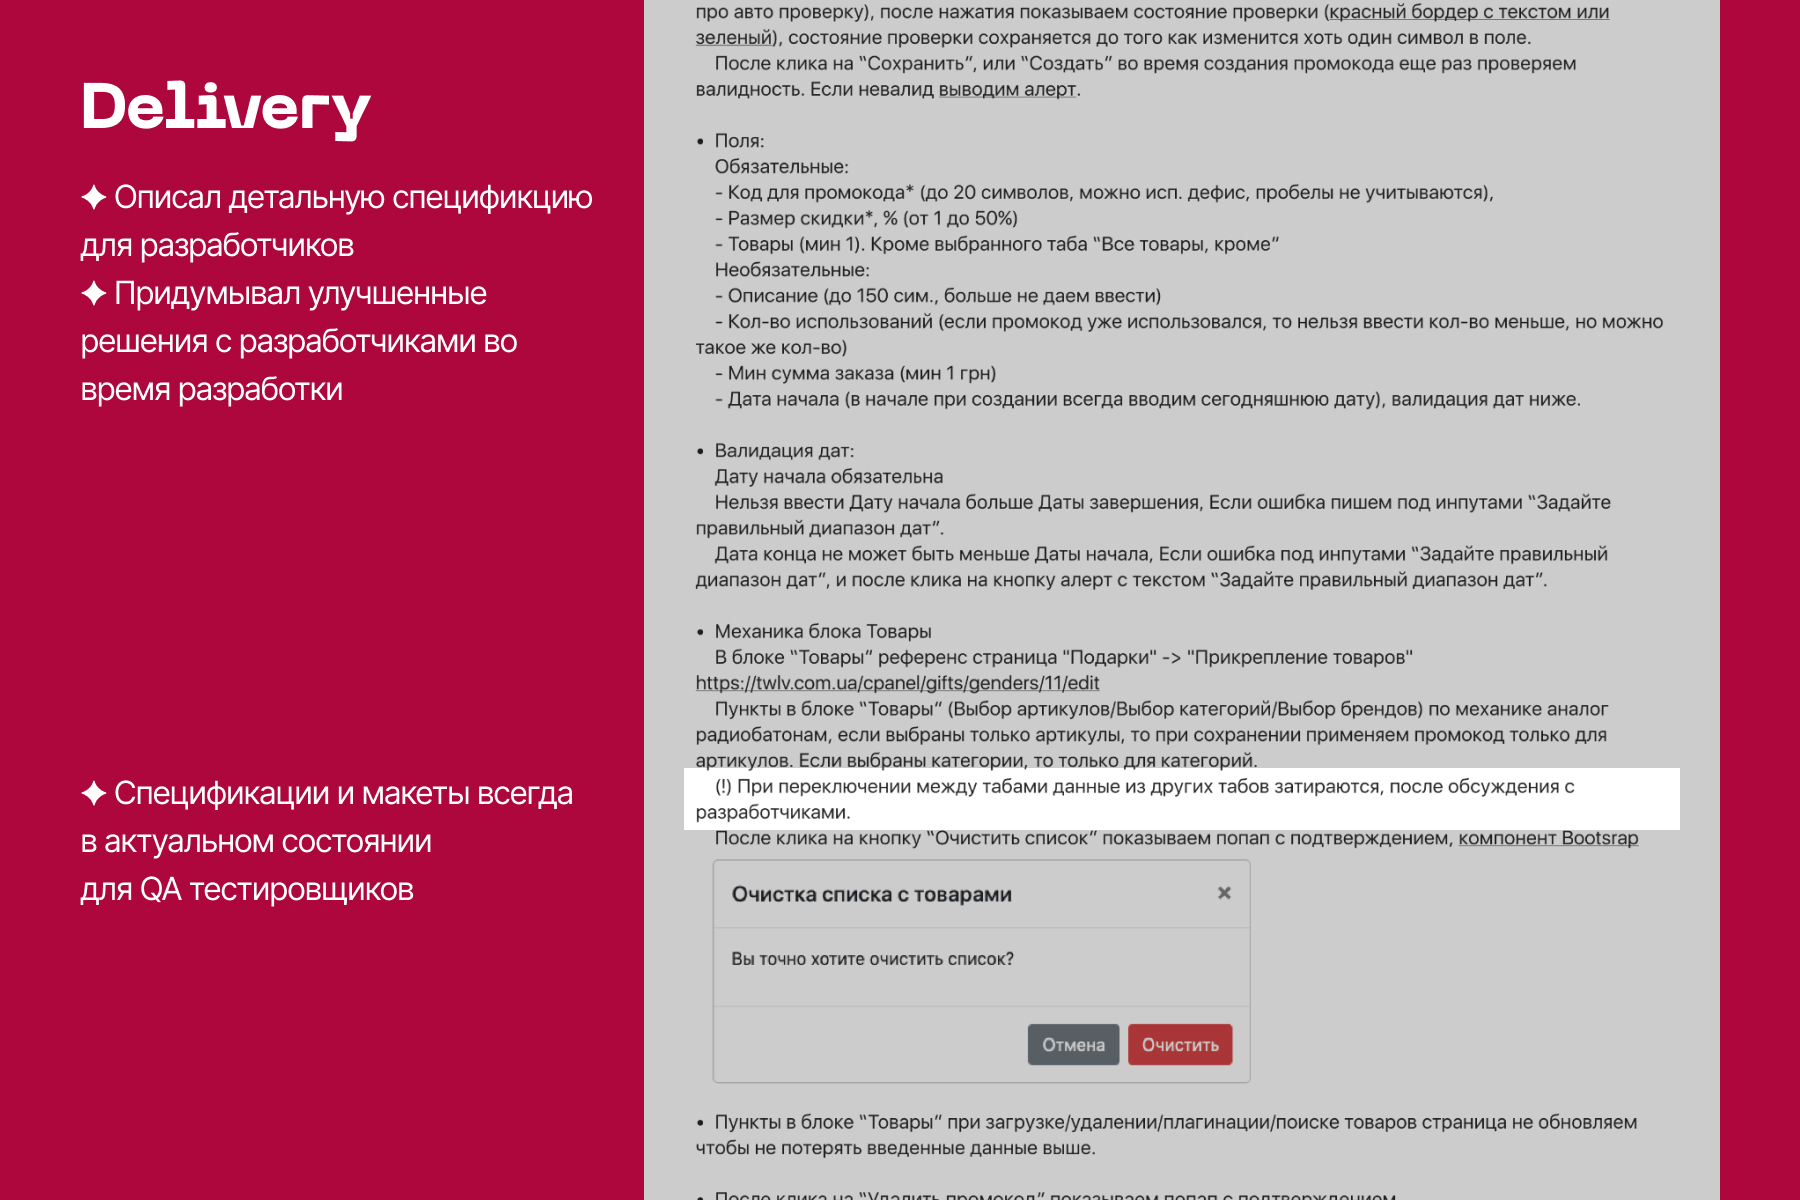 Delivery
✦ Описал детальную спецификцию
для разработчиков
✦ Придумывал улучшенные
решения с разработчиками во
время разработки
✦ Спецификации и макеты всегда
в актуальном состоянии
для QA тестировщиков
про авто проверку), после нажатия показываем состояние проверки (красный бордер с текстом или
зеленый), состояние проверки сохраняется до того как изменится хоть один символ в поле.
После клика на “Сохранить”, или “Создать” во время создания промокода еще раз проверяем
валидность. Если невалид выводим алерт.
• Поля:
Обязательные:
- Код для промокода* (до 20 символов, можно исп. дефис, пробелы не учитываются),
- Размер скидки*, % (от 1 до 50%)
- Товары (мин 1). Кроме выбранного таба “Все товары, кроме”
Необязательные:
- Описание (до 150 сим., больше не даем ввести)
- Кол-во использований (если промокод уже использовался, то нельзя ввести кол-во меньше, но можно
такое же кол-во)
- Мин сумма заказа (мин 1 грн)
- Дата начала (в начале при создании всегда вводим сегодняшнюю дату), валидация дат ниже.
• Валидация дат:
Дату начала обязательна
Нельзя ввести Дату начала больше Даты завершения, Если ошибка пишем под инпутами “Задайте
правильный диапазон дат”.
Дата конца не может быть меньше Даты начала, Если ошибка под инпутами “Задайте правильный
диапазон дат”, и после клика на кнопку алерт с текстом “Задайте правильный диапазон дат”.
• Механика блока Товары
В блоке “Товары” референс страница "Подарки" -> "Прикрепление товаров"
https://twlv.com.ua/cpanel/gifts/genders/11/edit
Пункты в блоке “Товары” (Выбор артикулов/Выбор категорий/Выбор брендов) по механике аналог
радиобатонам, если выбраны только артикулы, то при сохранении применяем промокод только для
артикулов. Если выбраны категории, то только для категорий.
(!) При переключении между табами данные из других табов затираются, после обсуждения с
разработчиками.
После клика на кнопку “Очистить список” показываем попап с подтверждением, компонент Bootsrap
Очистка списка с товарами
×
Вы точно хотите очистить список?
Отмена
Очистить
• Пункты в блоке “Товары” при загрузке/удалении/плагинации/поиске товаров страница не обновляем
чтобы не потерять введенные данные выше.
• После клика на “Удалить промокод” показываем попап с подтверждением